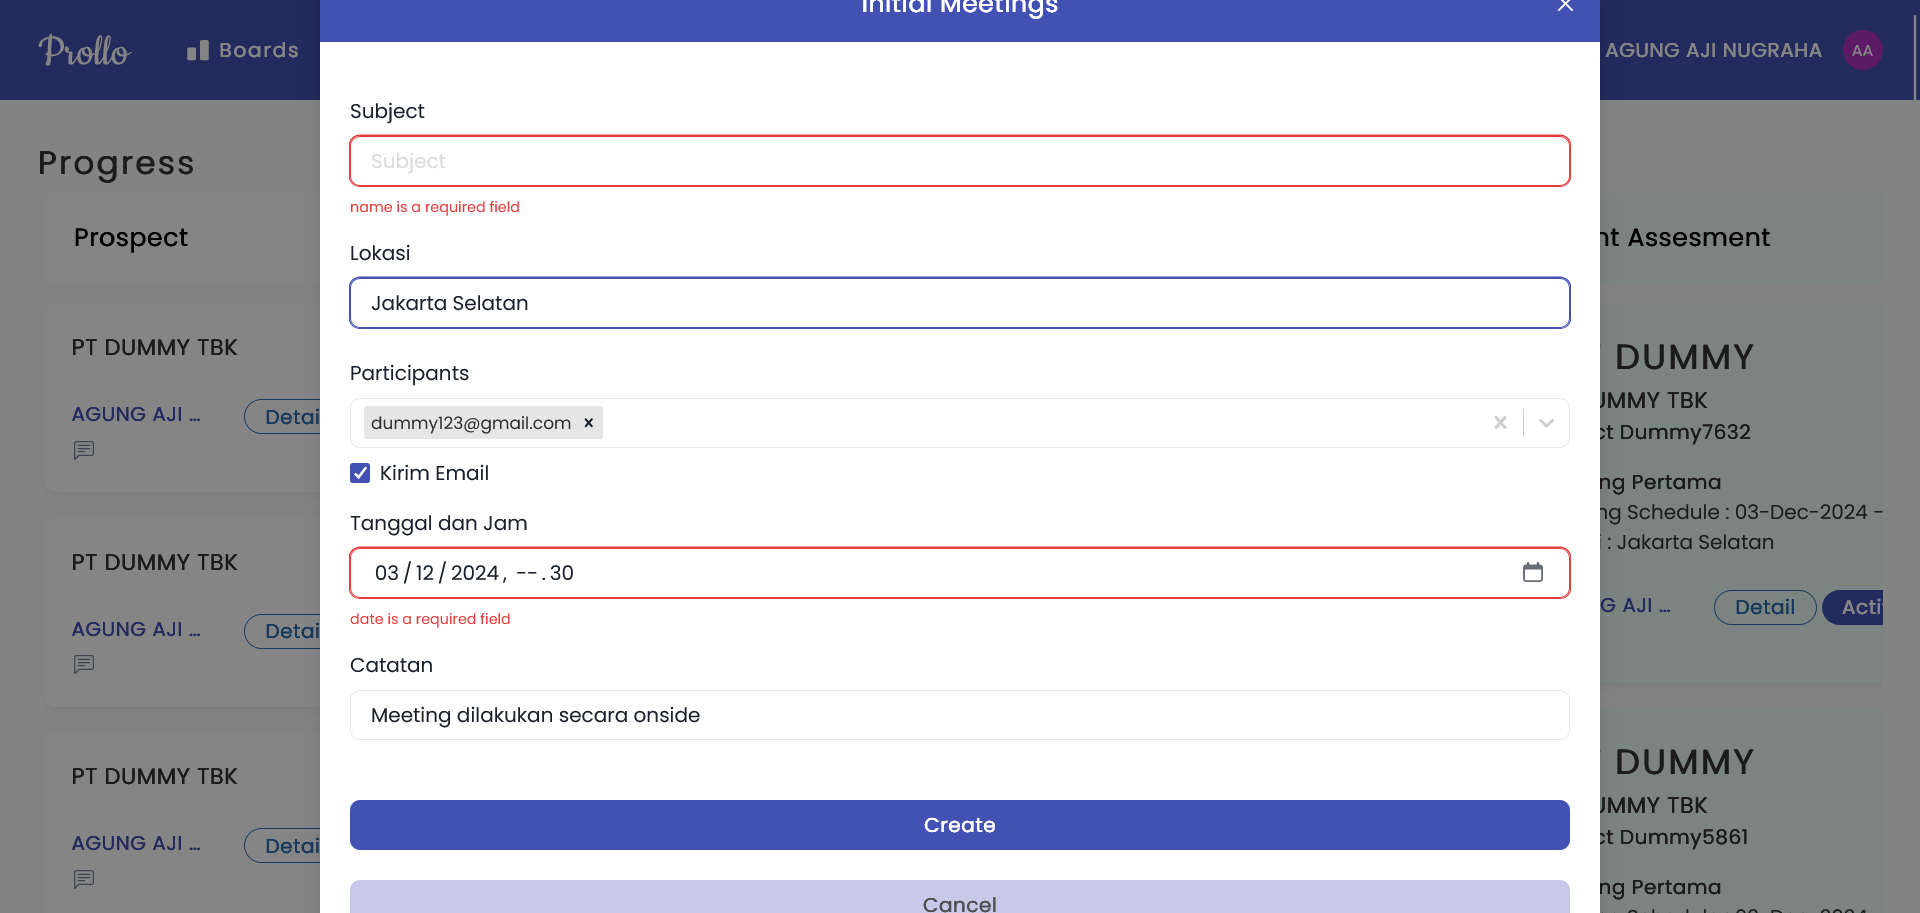 Initial Meetings
Prollo
Boards
AGUNG AJI NUGRAHA
AA
Progress
Prospect
PT DUMMY TBK
AGUNG AJI ...
Detai
PT DUMMY TBK
AGUNG AJI ...
Detai
PT DUMMY TBK
AGUNG AJI ...
Detai
Subject
Subject
name is a required field
Lokasi
Jakarta Selatan
Participants
dummy123@gmail.com
Kirim Email
Tanggal dan Jam
03 / 12 / 2024 , -- . 30
date is a required field
Catatan
Meeting dilakukan secara onside
Create
Cancel
nt Assesment
DUMMY
UMMY TBK
ct Dummy7632
ng Pertama
ng Schedule : 03-Dec-2024 -
i : Jakarta Selatan
G AJI ...
Detail
Acti
DUMMY
UMMY TBK
ct Dummy5861
ng Pertama